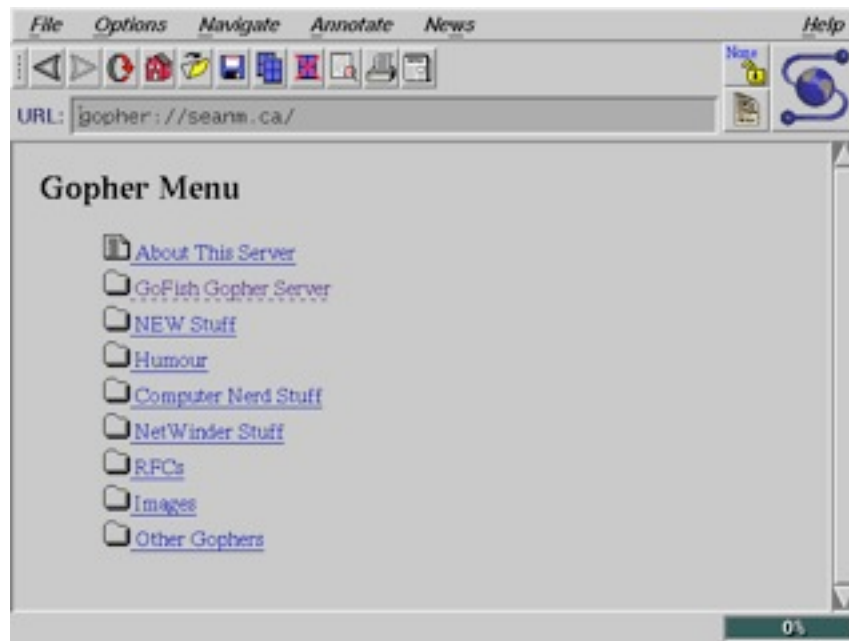 File Options Navigate Annotate News Help
None
URL: gopher://seanm.ca/
Gopher Menu
About This Server
GoFish Gopher Server
NEW Stuff
Humour
Computer Nerd Stuff
NetWinder Stuff
RFCs
Images
Other Gophers
0%